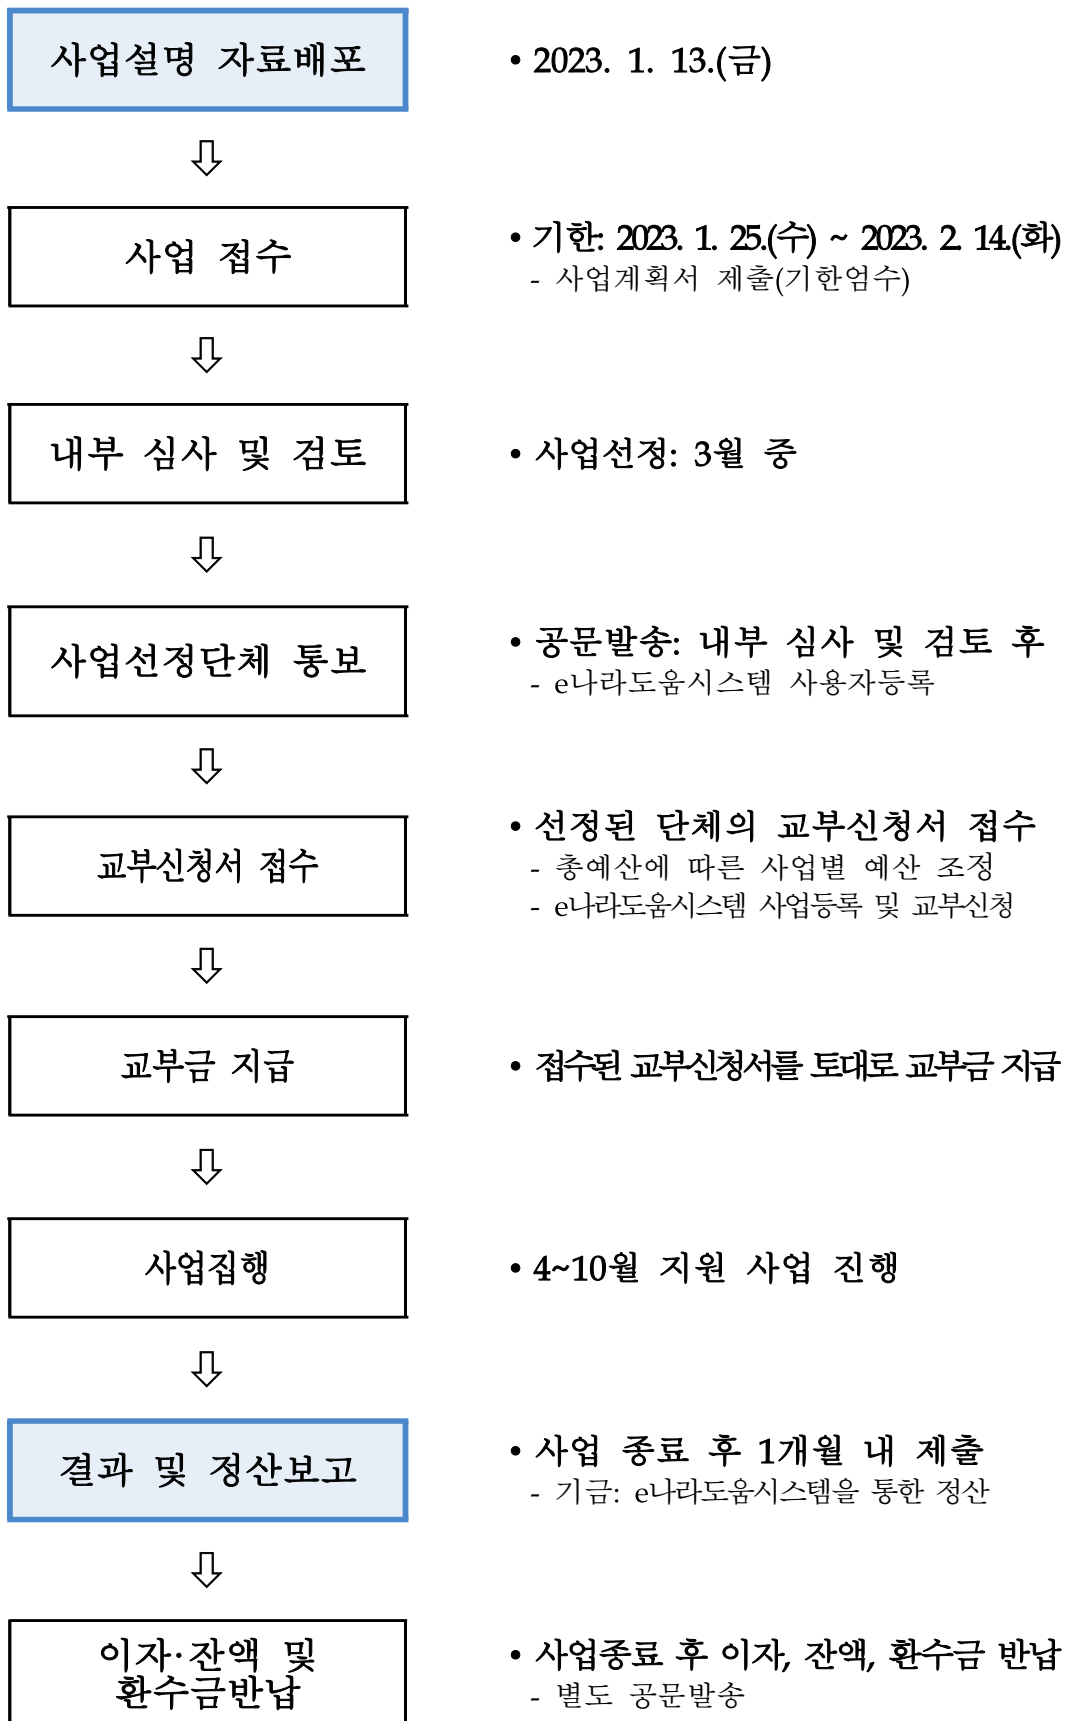 사업설명 자료배포
• 2023. 1. 13.(금)
사업 접수
• 기한: 2023. 1. 25.(수) ~ 2023. 2. 14.(화)
- 사업계획서 제출(기한엄수)
내부 심사 및 검토
• 사업선정: 3월 중
사업선정단체 통보
• 공문발송: 내부 심사 및 검토 후
- e나라도움시스템 사용자등록
교부신청서 접수
• 선정된 단체의 교부신청서 접수
- 총예산에 따른 사업별 예산 조정
- e나라도움시스템 사업등록 및 교부신청
교부금 지급
• 접수된 교부신청서를 토대로 교부금 지급
사업집행
• 4~10월 지원 사업 진행
결과 및 정산보고
• 사업 종료 후 1개월 내 제출
- 기금: e나라도움시스템을 통한 정산
이자·잔액 및
환수금반납
• 사업종료 후 이자, 잔액, 환수금 반납
- 별도 공문발송